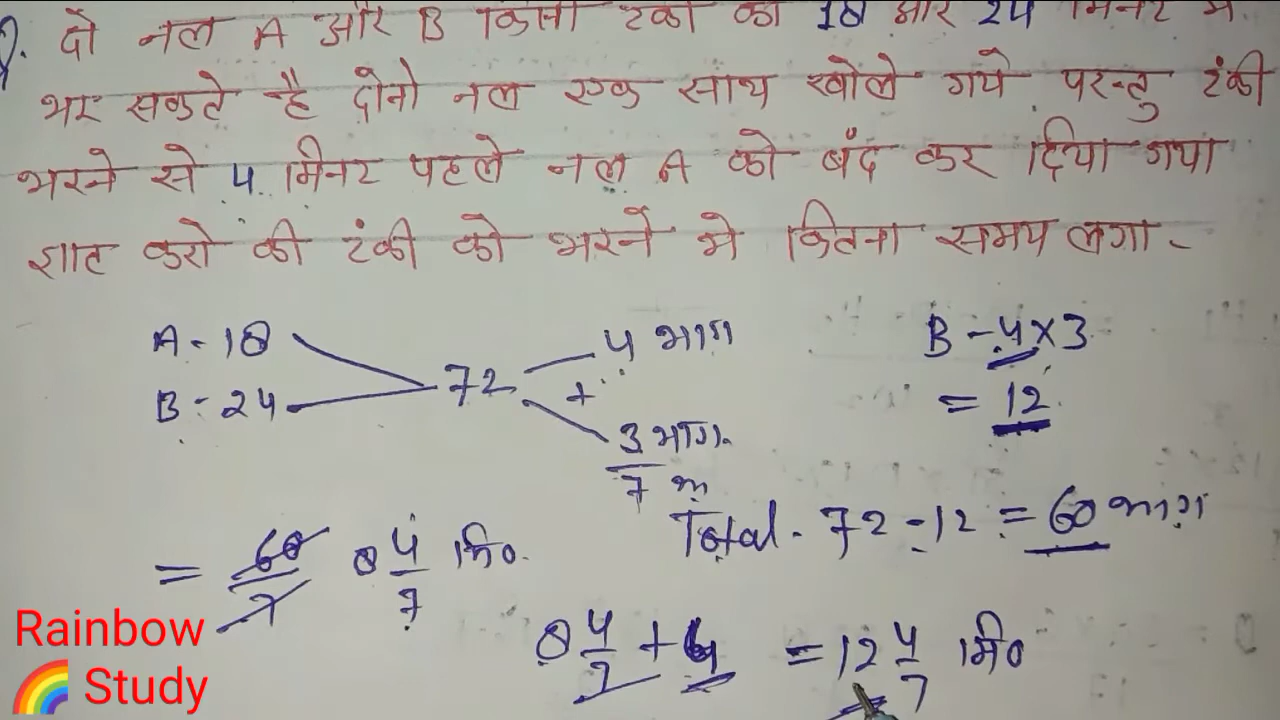 दो नल A और B किसी टंकी को 18 और 24 मिनट में
भर सकते है दोनो नल एक साथ खोले गये परन्तु टंकी
भरने से 4 मिनट पहले नल A को बंद कर दिया गया
ज्ञात करो की टंकी को भरने मे कितना समय लगा -
A - 18
B - 24
72
4 भाग
+
3 भाग
7 भा
B - 4 x 3
= 12
Total - 72 - 12 = 60 भाग
= 60/7 8 4/7 मि०
8 4/7 + 4 = 12 4/7 मि०
Rainbow
Study